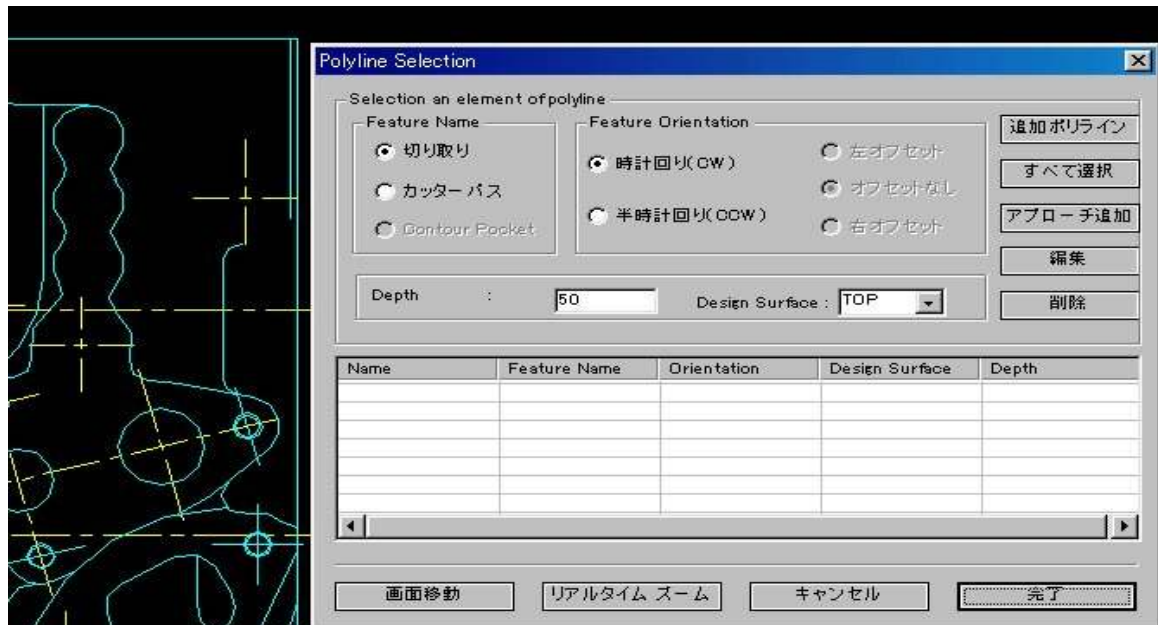 Polyline Selection
Selection an element of polyline
Feature Name
切り取り
カッター パス
Contour Pocket
Feature Orientation
時計回り(CW)
半時計回り(CCW)
左オフセット
オフセットなし
右オフセット
追加ポリライン
すべて選択
アプローチ追加
編集
削除
Depth : 50 Design Surface : TOP
Name Feature Name Orientation Design Surface Depth
画面移動 リアルタイム ズーム キャンセル 完了